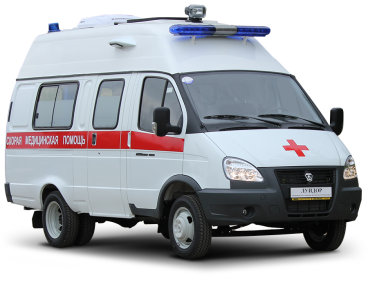 СКОРАЯ МЕДИЦИНСКАЯ ПОМОЩЬ
ЛУИДОР